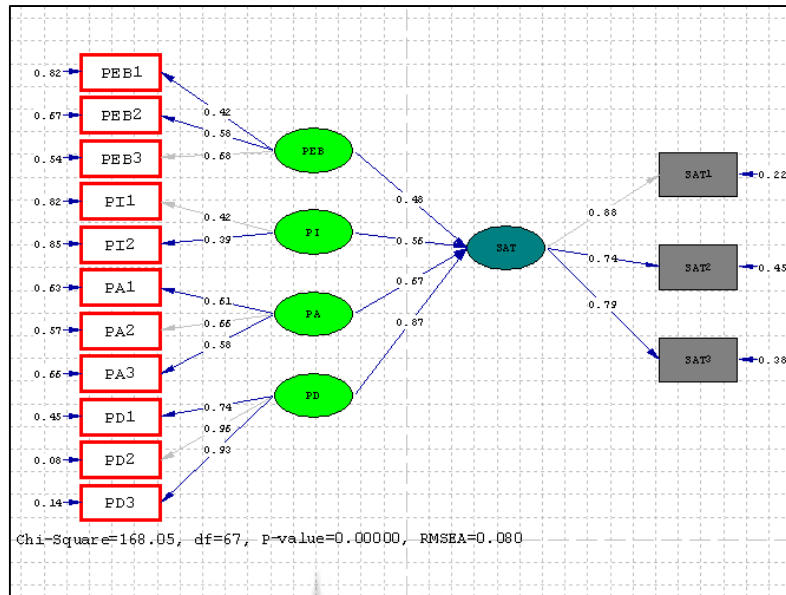 0.82 PEB1
0.67 PEB2
0.54 PEB3
0.82 PI1
0.85 PI2
0.63 PA1
0.57 PA2
0.66 PA3
0.45 PD1
0.08 PD2
0.14 PD3
0.42
0.58
0.68
0.42
0.39
0.61
0.66
0.58
0.74
0.96
0.93
PEB
PI
PA
PD
0.48
0.56
0.67
0.87
SAT
0.88
0.74
0.79
SAT1 0.22
SAT2 0.45
SAT3 0.38
Chi-Square=168.05, df=67, P-value=0.00000, RMSEA=0.080